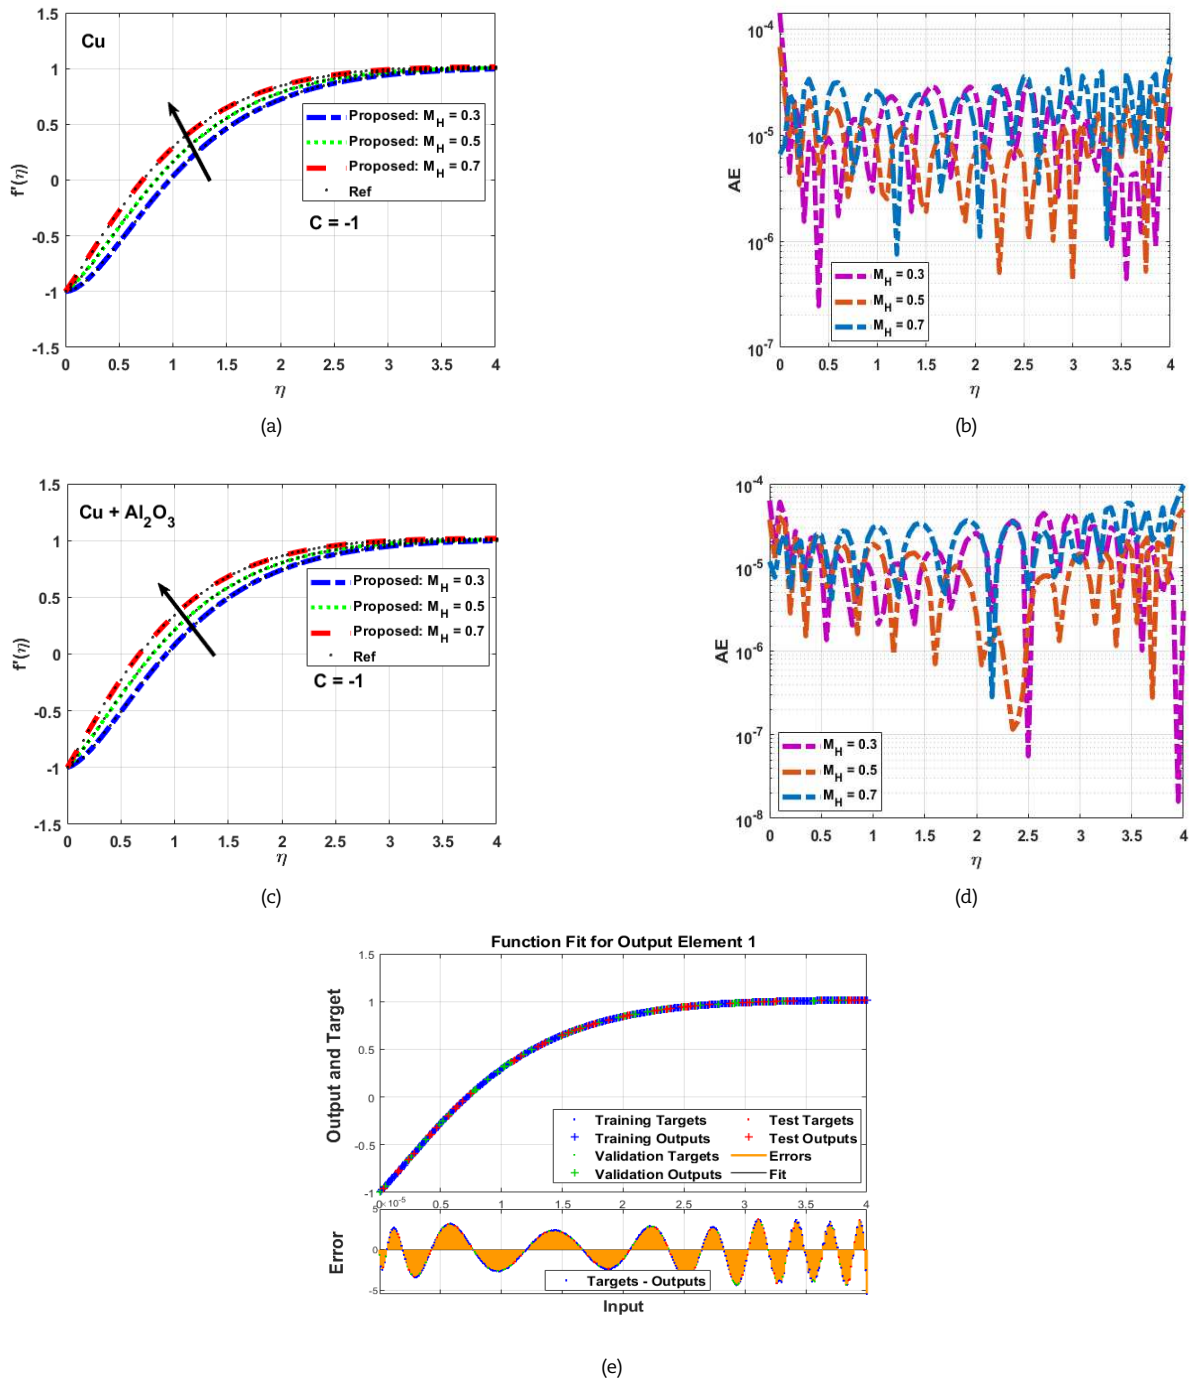 1.5
1
0.5
0
-0.5
-1
-1.5
f'(η)
Cu
Proposed: M_H = 0.3
Proposed: M_H = 0.5
Proposed: M_H = 0.7
Ref
C = -1
0 0.5 1 1.5 2 2.5 3 3.5 4
η
(a)
10^-4
10^-5
10^-6
10^-7
AE
M_H = 0.3
M_H = 0.5
M_H = 0.7
0 0.5 1 1.5 2 2.5 3 3.5 4
η
(b)
1.5
1
0.5
0
-0.5
-1
-1.5
f'(η)
Cu + Al_2O_3
Proposed: M_H = 0.3
Proposed: M_H = 0.5
Proposed: M_H = 0.7
Ref
C = -1
0 0.5 1 1.5 2 2.5 3 3.5 4
η
(c)
10^-4
10^-5
10^-6
10^-7
10^-8
AE
M_H = 0.3
M_H = 0.5
M_H = 0.7
0 0.5 1 1.5 2 2.5 3 3.5 4
η
(d)
Function Fit for Output Element 1
1.5
1
0.5
0
-0.5
-1
Output and Target
Training Targets
Training Outputs
Validation Targets
Validation Outputs
Test Targets
Test Outputs
Errors
Fit
0 0.5 1 1.5 2 2.5 3 3.5 4
×10^-5
5
0
-5
Error
Targets - Outputs
Input
(e)